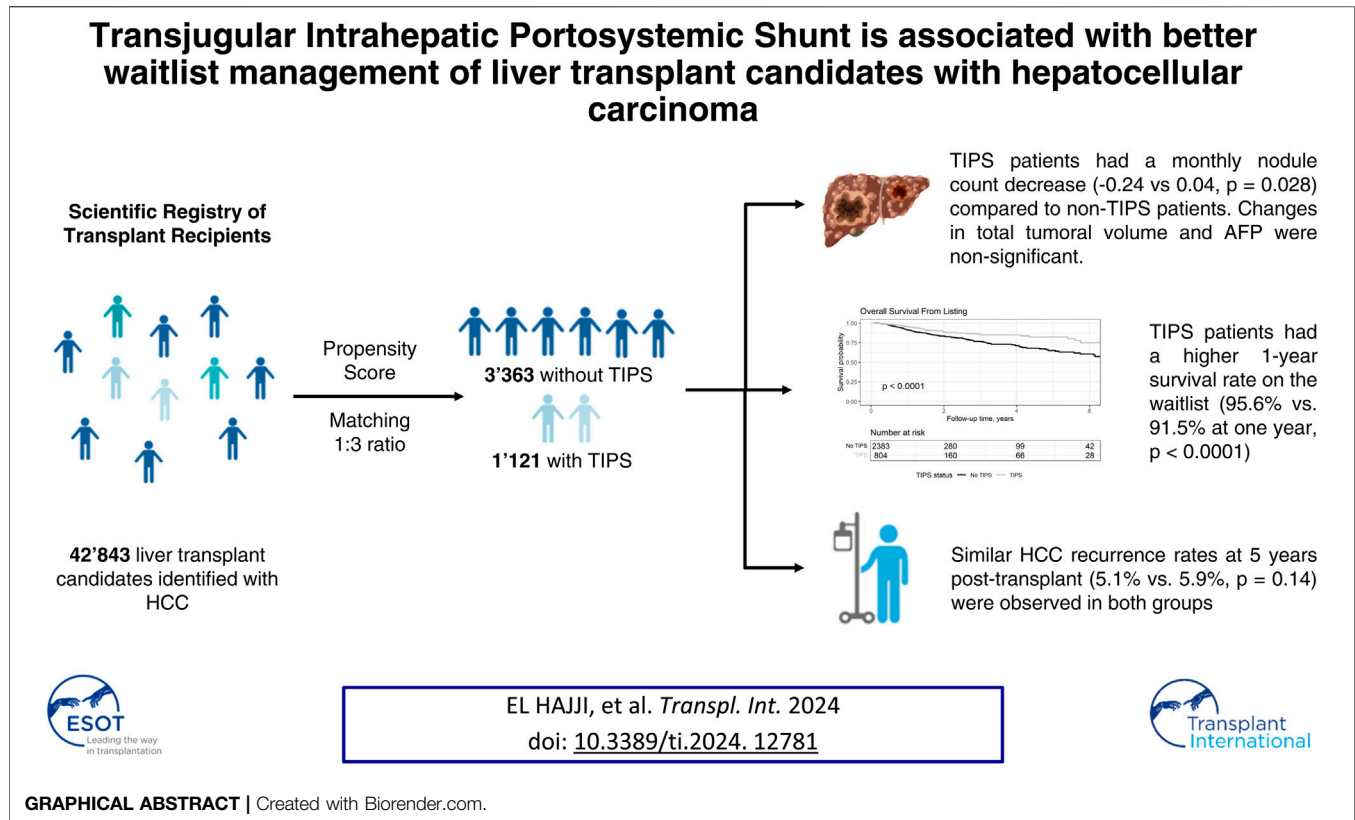 Transjugular Intrahepatic Portosystemic Shunt is associated with better
waitlist management of liver transplant candidates with hepatocellular
carcinoma
Scientific Registry of
Transplant Recipients
42’843 liver transplant
candidates identified with
HCC
Propensity
Score
Matching
1:3 ratio
3’363 without TIPS
1’121 with TIPS
TIPS patients had a monthly nodule
count decrease (-0.24 vs 0.04, p = 0.028)
compared to non-TIPS patients. Changes
in total tumoral volume and AFP were
non-significant.
Overall Survival From Listing
Survival probability
1.00
0.75
0.50
0.25
0.00
p < 0.0001
0 2 4 6
Follow-up time, years
Number at risk
No TIPS 2383 280 99 42
TIPS 804 160 66 28
TIPS status No TIPS TIPS
TIPS patients had
a higher 1-year
survival rate on the
waitlist (95.6% vs.
91.5% at one year,
p < 0.0001)
Similar HCC recurrence rates at 5 years
post-transplant (5.1% vs. 5.9%, p = 0.14)
were observed in both groups
ESOT
Leading the way
in transplantation
EL HAJJI, et al. Transpl. Int. 2024
doi: 10.3389/ti.2024. 12781
Transplant
International
GRAPHICAL ABSTRACT | Created with Biorender.com.